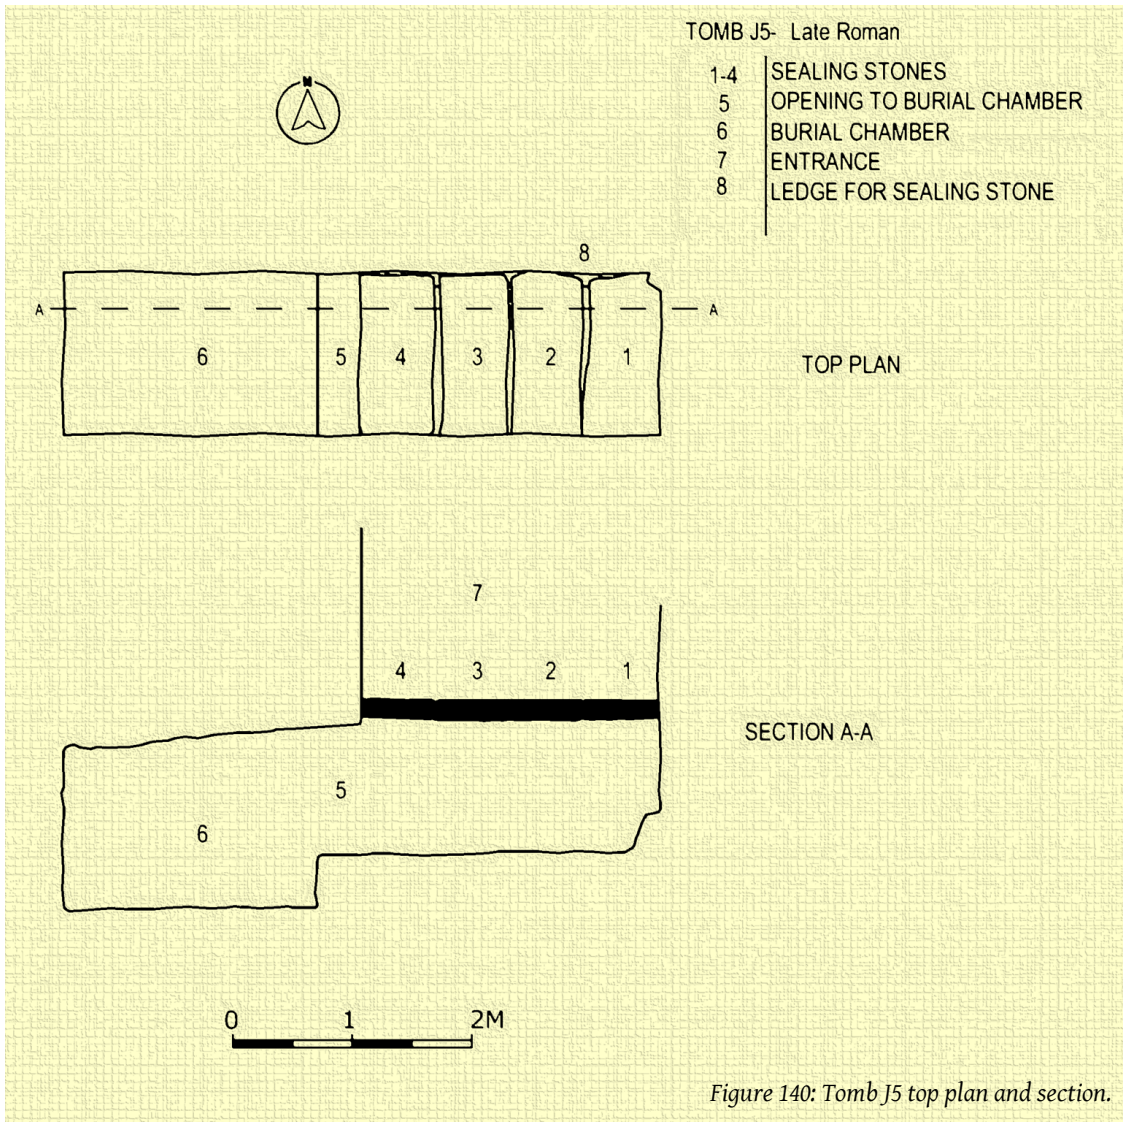 TOMB J5- Late Roman
1-4 SEALING STONES
5 OPENING TO BURIAL CHAMBER
6 BURIAL CHAMBER
7 ENTRANCE
8 LEDGE FOR SEALING STONE
N
8
A A
6 5 4 3 2 1
TOP PLAN
7
4 3 2 1
SECTION A-A
5
6
0 1 2M
Figure 140: Tomb J5 top plan and section.